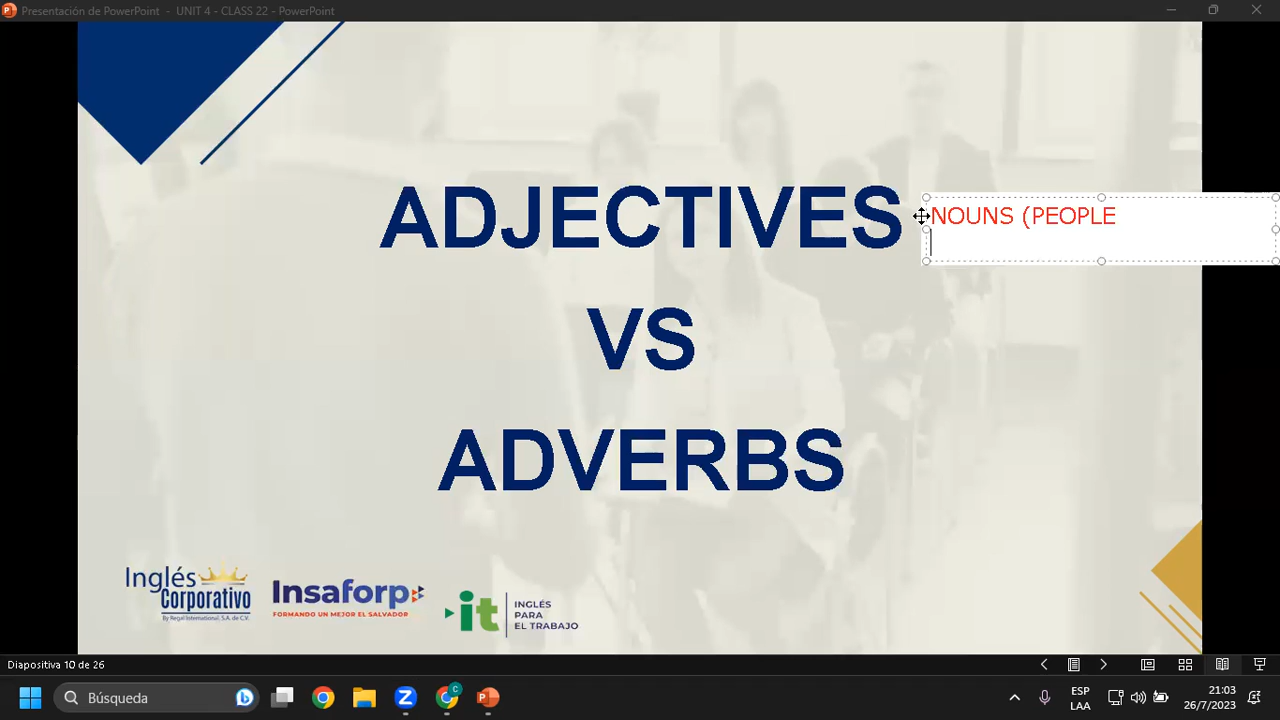 Presentación de PowerPoint - UNIT 4 - CLASS 22 - PowerPoint
ADJECTIVES
NOUNS (PEOPLE
VS
ADVERBS
Inglés
Corporativo
By Regal International, S.A. de C.V.
Insaforp
FORMANDO UN MEJOR EL SALVADOR
it
INGLÉS
PARA
EL TRABAJO
Diapositiva 10 de 26
Búsqueda
ESP
LAA
21:03
26/7/2023